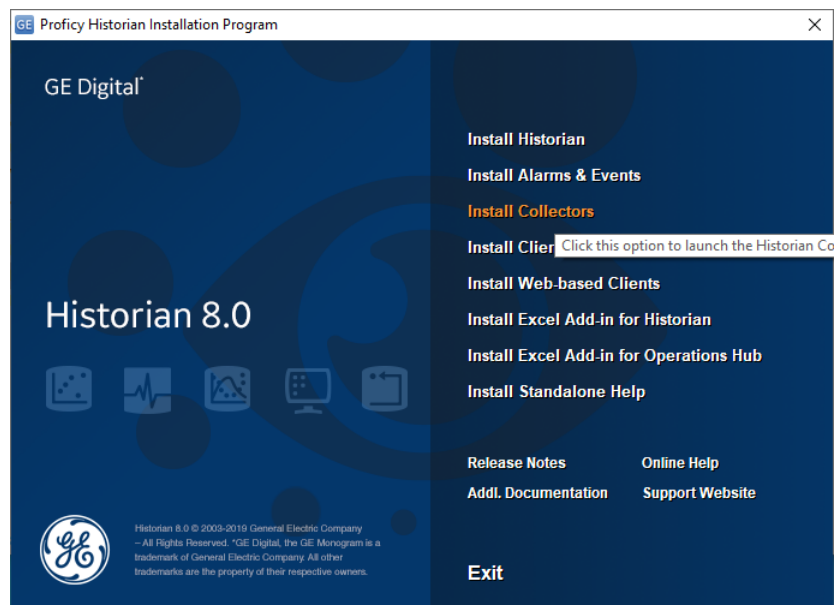 GE Proficy Historian Installation Program
GE Digital*
Install Historian
Install Alarms & Events
Install Collectors
Install Clien
Click this option to launch the Historian Co
Install Web-based Clients
Install Excel Add-in for Historian
Install Excel Add-in for Operations Hub
Install Standalone Help
Historian 8.0
Release Notes
Online Help
Addl. Documentation
Support Website
Historian 8.0 © 2003-2019 General Electric Company
– All Rights Reserved. *GE Digital, the GE Monogram is a
trademark of General Electric Company. All other
trademarks are the property of their respective owners.
Exit